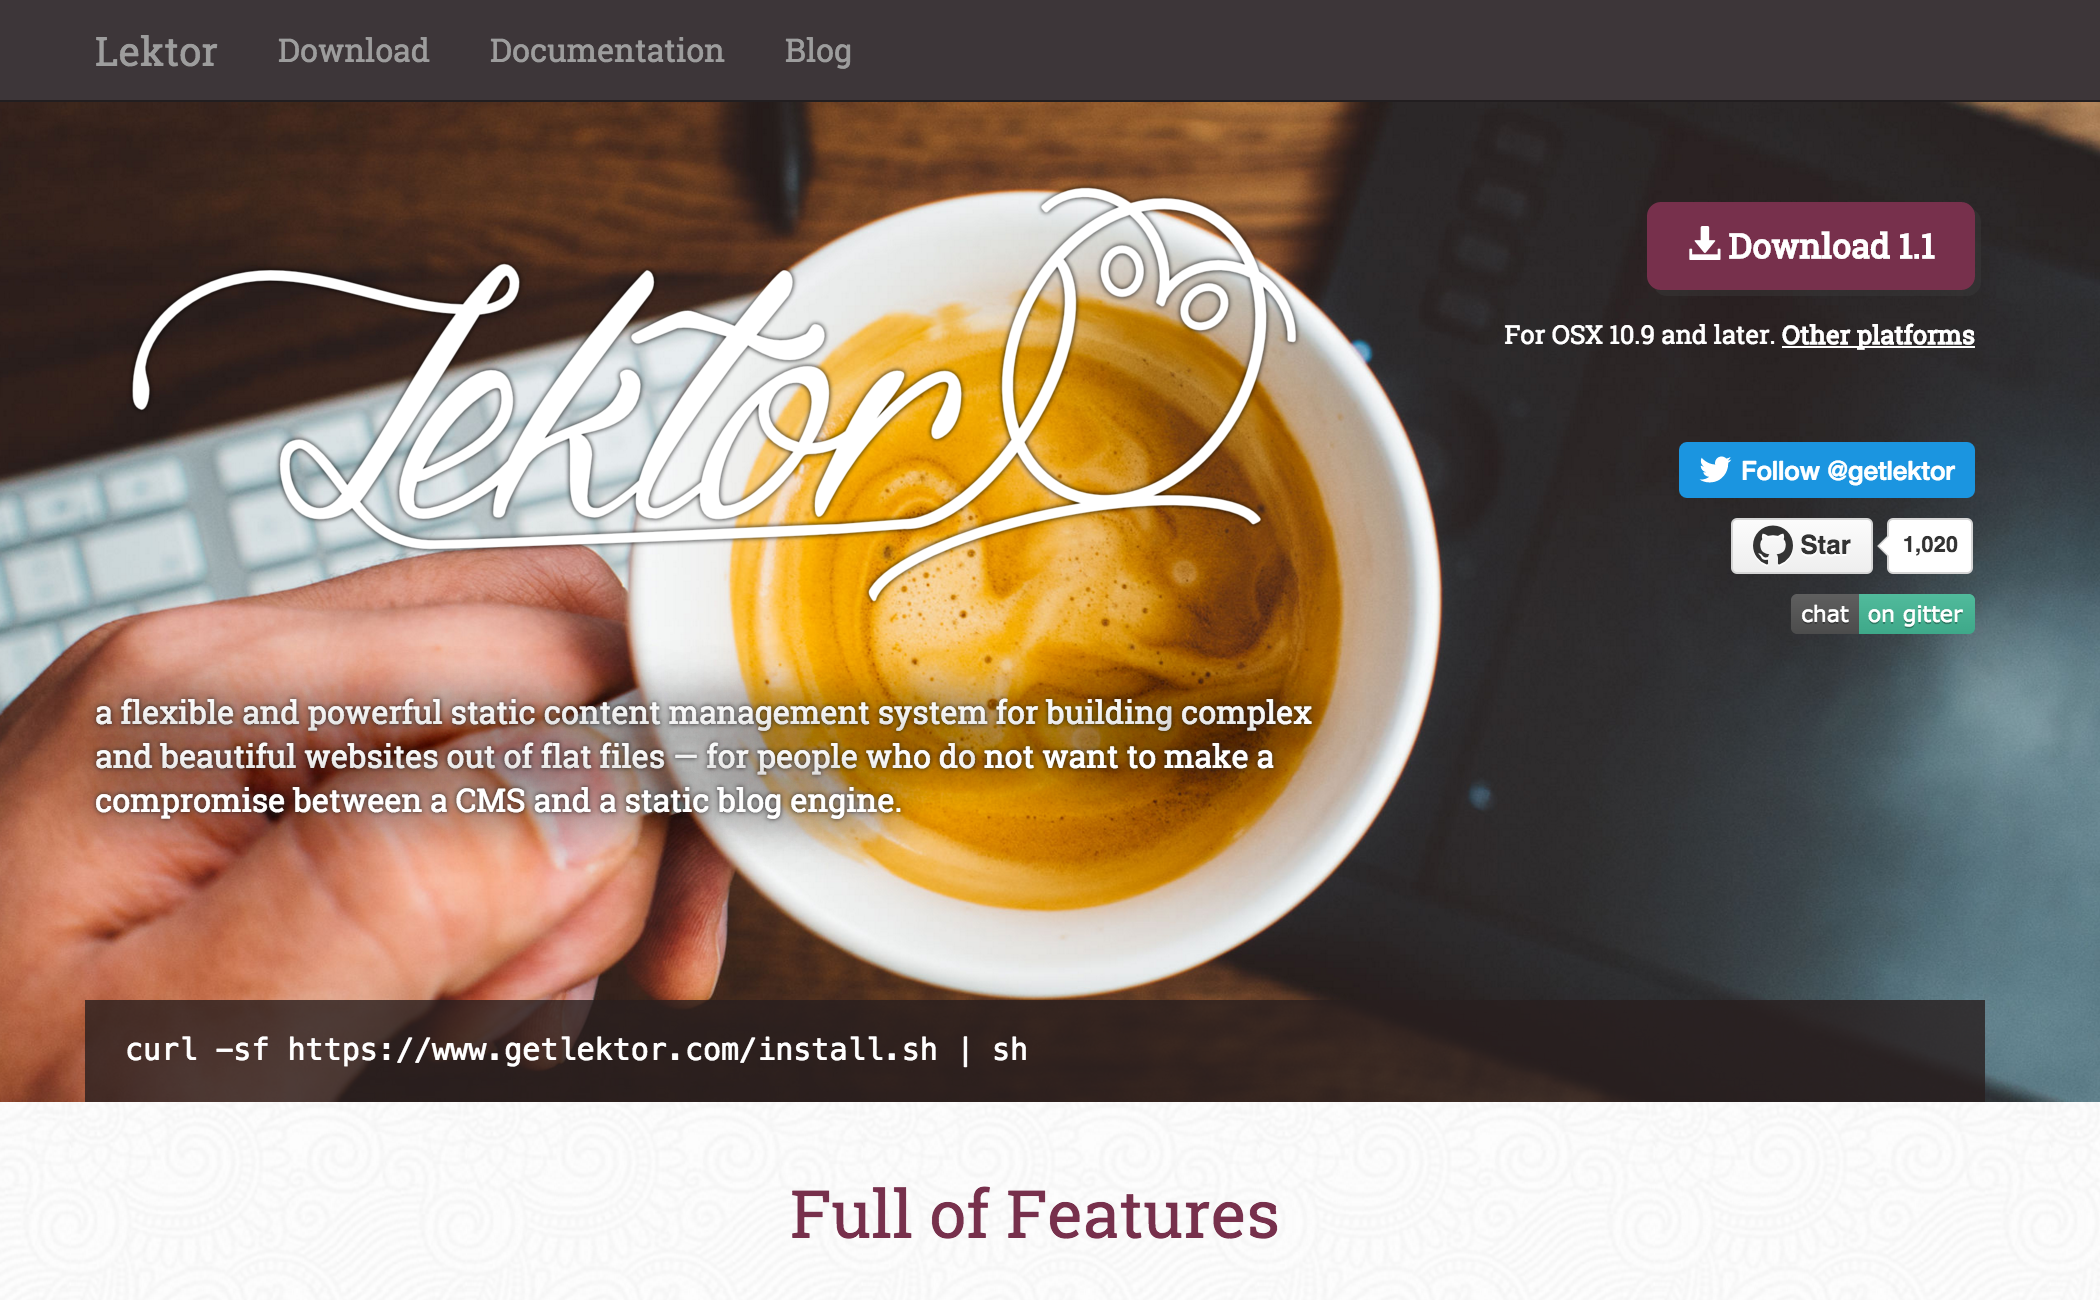 Lektor Download Documentation Blog
Lektor
Download 1.1
For OSX 10.9 and later. Other platforms
Follow @getlektor
Star 1,020
chat on gitter
a flexible and powerful static content management system for building complex
and beautiful websites out of flat files — for people who do not want to make a
compromise between a CMS and a static blog engine.
curl -sf https://www.getlektor.com/install.sh | sh
Full of Features